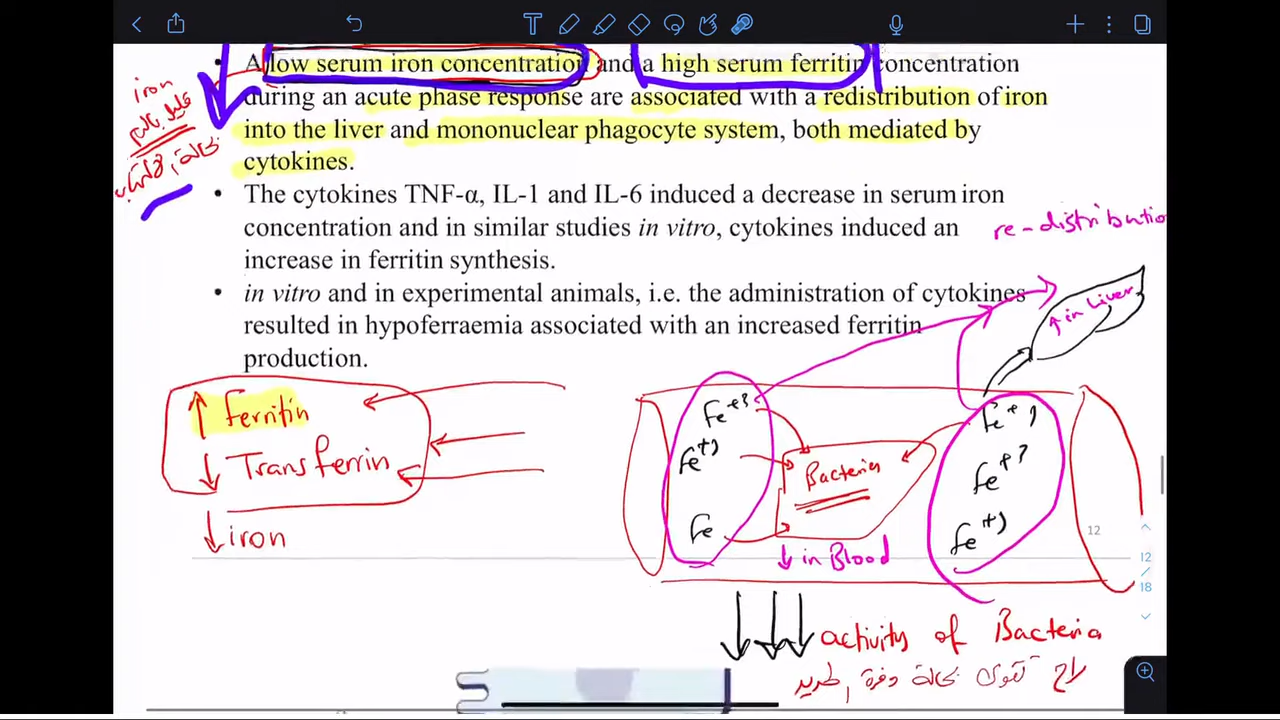 • A low serum iron concentration and a high serum ferritin concentration
during an acute phase response are associated with a redistribution of iron
into the liver and mononuclear phagocyte system, both mediated by
cytokines.
iron
• The cytokines TNF-α, IL-1 and IL-6 induced a decrease in serum iron
concentration and in similar studies in vitro, cytokines induced an
increase in ferritin synthesis.
re-distribution
• in vitro and in experimental animals, i.e. the administration of cytokines
resulted in hypoferraemia associated with an increased ferritin
production.
↑ in Liver
↑ Ferritin
↓ Transferrin
↓ iron
Fe+3
Fe+3
Fe
Bacteria
Fe+3
Fe+3
Fe+3
↓ in Blood
12
12
/
18
↓↓↓ activity of Bacteria
راح